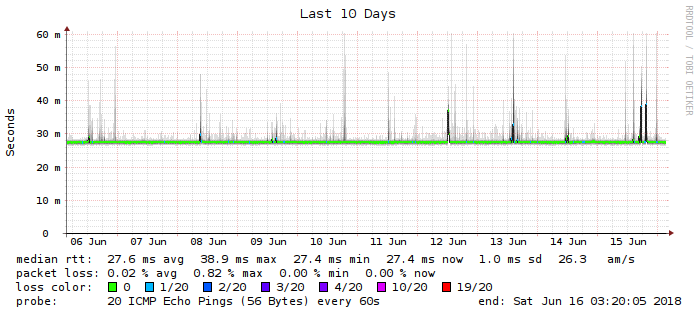 Last 10 Days
RRDTOOL / TOBI OETIKER
Seconds
60 m
50 m
40 m
30 m
20 m
10 m
0
06 Jun 07 Jun 08 Jun 09 Jun 10 Jun 11 Jun 12 Jun 13 Jun 14 Jun 15 Jun
median rtt: 27.6 ms avg 38.9 ms max 27.4 ms min 27.4 ms now 1.0 ms sd 26.3 am/s
packet loss: 0.02 % avg 0.82 % max 0.00 % min 0.00 % now
loss color: 0 1/20 2/20 3/20 4/20 10/20 19/20
probe: 20 ICMP Echo Pings (56 Bytes) every 60s end: Sat Jun 16 03:20:05 2018